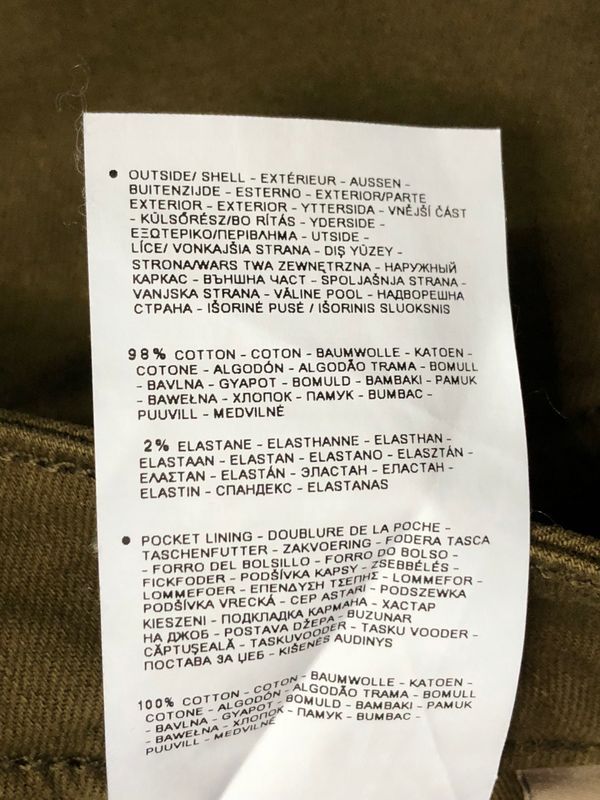 • OUTSIDE/ SHELL - EXTÉRIEUR - AUSSEN -
BUITENZIJDE - ESTERNO - EXTERIOR/PARTE
EXTERIOR - EXTERIOR - YTTERSIDA - VNĚJŠÍ ČÁST
- KÜLSŐRÉSZ/BO RÍTÁS - YDERSIDE -
ΕΞΩΤΕΡΙΚΟ/ΠΕΡΙΒΛΗΜΑ - UTSIDE -
LÍCE/ VONKAJŠIA STRANA - DIŞ YÜZEY -
STRONA/WARS TWA ZEWNĘTRZNA - НАРУЖНЫЙ
КАРКАС - ВЪНШНА ЧАСТ - SPOLJAŠNJA STRANA -
VANJSKA STRANA - VÄLINE POOL - НАДВОРЕШНА
СТРАНА - IŠORINĖ PUSĖ / IŠORINIS SLUOKSNIS
98% COTTON - COTON - BAUMWOLLE - KATOEN -
COTONE - ALGODÓN - ALGODÃO TRAMA - BOMULL
- BAVLNA - GYAPOT - BOMULD - BAMBAKI - PAMUK
- BAWEŁNA - ХЛОПОК - ПАМУК - BUMBAC -
PUUVILL - MEDVILNĖ
2% ELASTANE - ELASTHANNE - ELASTHAN -
ELASTAAN - ELASTAN - ELASTANO - ELASZTÁN -
ΕΛΑΣΤΑΝ - ELASTÁN - ЭЛАСТАН - ЕЛАСТАН -
ELASTIN - СПАНДЕКС - ELASTANAS
• POCKET LINING - DOUBLURE DE LA POCHE -
TASCHENFUTTER - ZAKVOERING - FODERA TASCA
- FORRO DEL BOLSILLO - FORRO DO BOLSO -
FICKFODER - PODŠÍVKA KAPSY - ZSEBBÉLÉS -
LOMMEFOER - ΕΠΕΝΔΥΣΗ ΤΣΕΠΗΣ - LOMMEFOR -
PODŠÍVKA VRECKÁ - CEP ASTARI - PODSZEWKA
KIESZENI - ПОДКЛАДКА КАРМАНА - ХАСТАР
НА ДЖОБ - POSTAVA DŽEPA - BUZUNAR
CĂPTUȘEALĂ - TASKUVOODER - TASKU VOODER -
ПОСТАВА ЗА ЏЕБ - KIŠENĖS AUDINYS
100% COTTON - COTON - BAUMWOLLE - KATOEN -
COTONE - ALGODÓN - ALGODÃO TRAMA - BOMULL
- BAVLNA - GYAPOT - BOMULD - BAMBAKI - PAMUK
- BAWEŁNA - ХЛОПОК - ПАМУК - BUMBAC -
PUUVILL - MEDVILNĖ